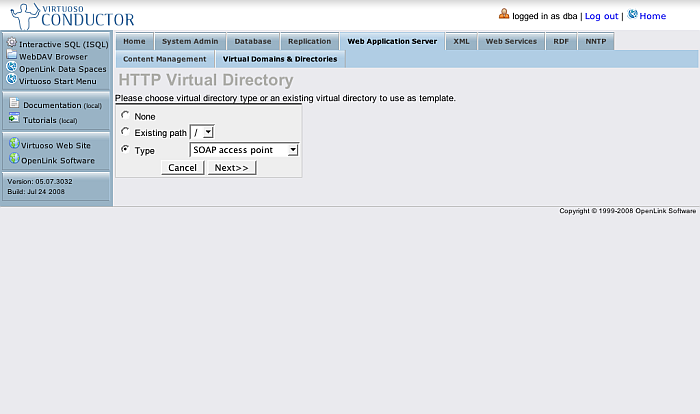 VIRTUOSO
CONDUCTOR
logged in as dba | Log out | Home
Interactive SQL (ISQL)
WebDAV Browser
OpenLink Data Spaces
Virtuoso Start Menu
Documentation (local)
Tutorials (local)
Virtuoso Web Site
OpenLink Software
Version: 05.07.3032
Build: Jul 24 2008
Home System Admin Database Replication Web Application Server XML Web Services RDF NNTP
Content Management Virtual Domains & Directories
HTTP Virtual Directory
Please choose virtual directory type or an existing virtual directory to use as template.
None
Existing path /
Type SOAP access point
Cancel Next>>
Copyright © 1999-2008 OpenLink Software